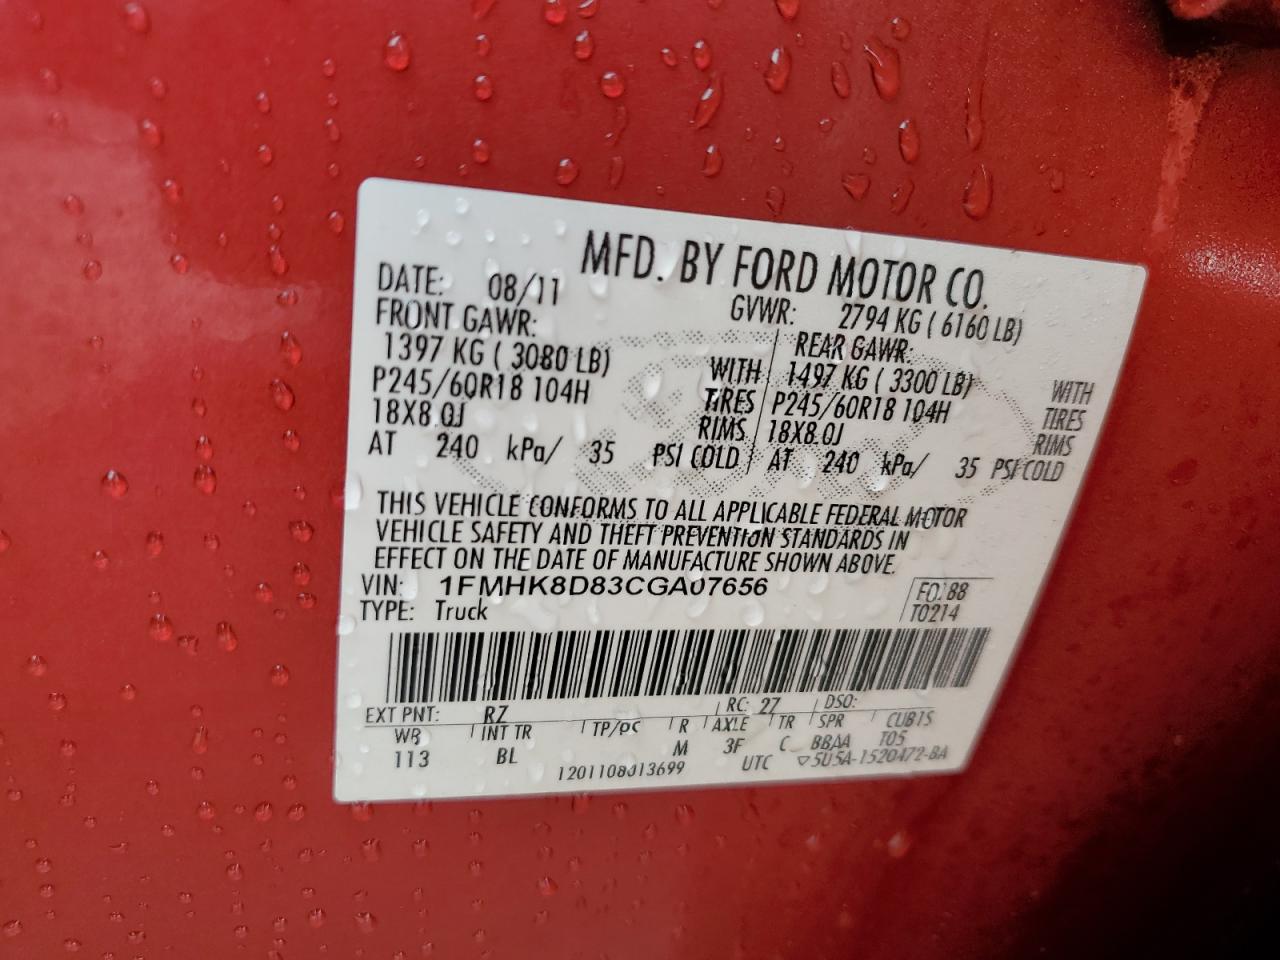 MFD. BY FORD MOTOR CO.
DATE: 08/11 GVWR: 2794 KG ( 6160 LB)
FRONT GAWR: REAR GAWR:
1397 KG ( 3080 LB) WITH 1497 KG ( 3300 LB) WITH
P245/60R18 104H TIRES P245/60R18 104H TIRES
18X8.0J RIMS 18X8.0J RIMS
AT 240 kPa/ 35 PSI COLD AT 240 kPa/ 35 PSI COLD
THIS VEHICLE CONFORMS TO ALL APPLICABLE FEDERAL MOTOR
VEHICLE SAFETY AND THEFT PREVENTION STANDARDS IN
EFFECT ON THE DATE OF MANUFACTURE SHOWN ABOVE.
VIN: 1FMHK8D83CGA07656
TYPE: Truck
T0214
EXT PNT: RZ RC: 27 DSO:
WB INT TR TP/PS R AXLE TR SPR
113 BL M 3F C BBAA T05
1201108013699 UTC ▽5U5A-1520472-BA